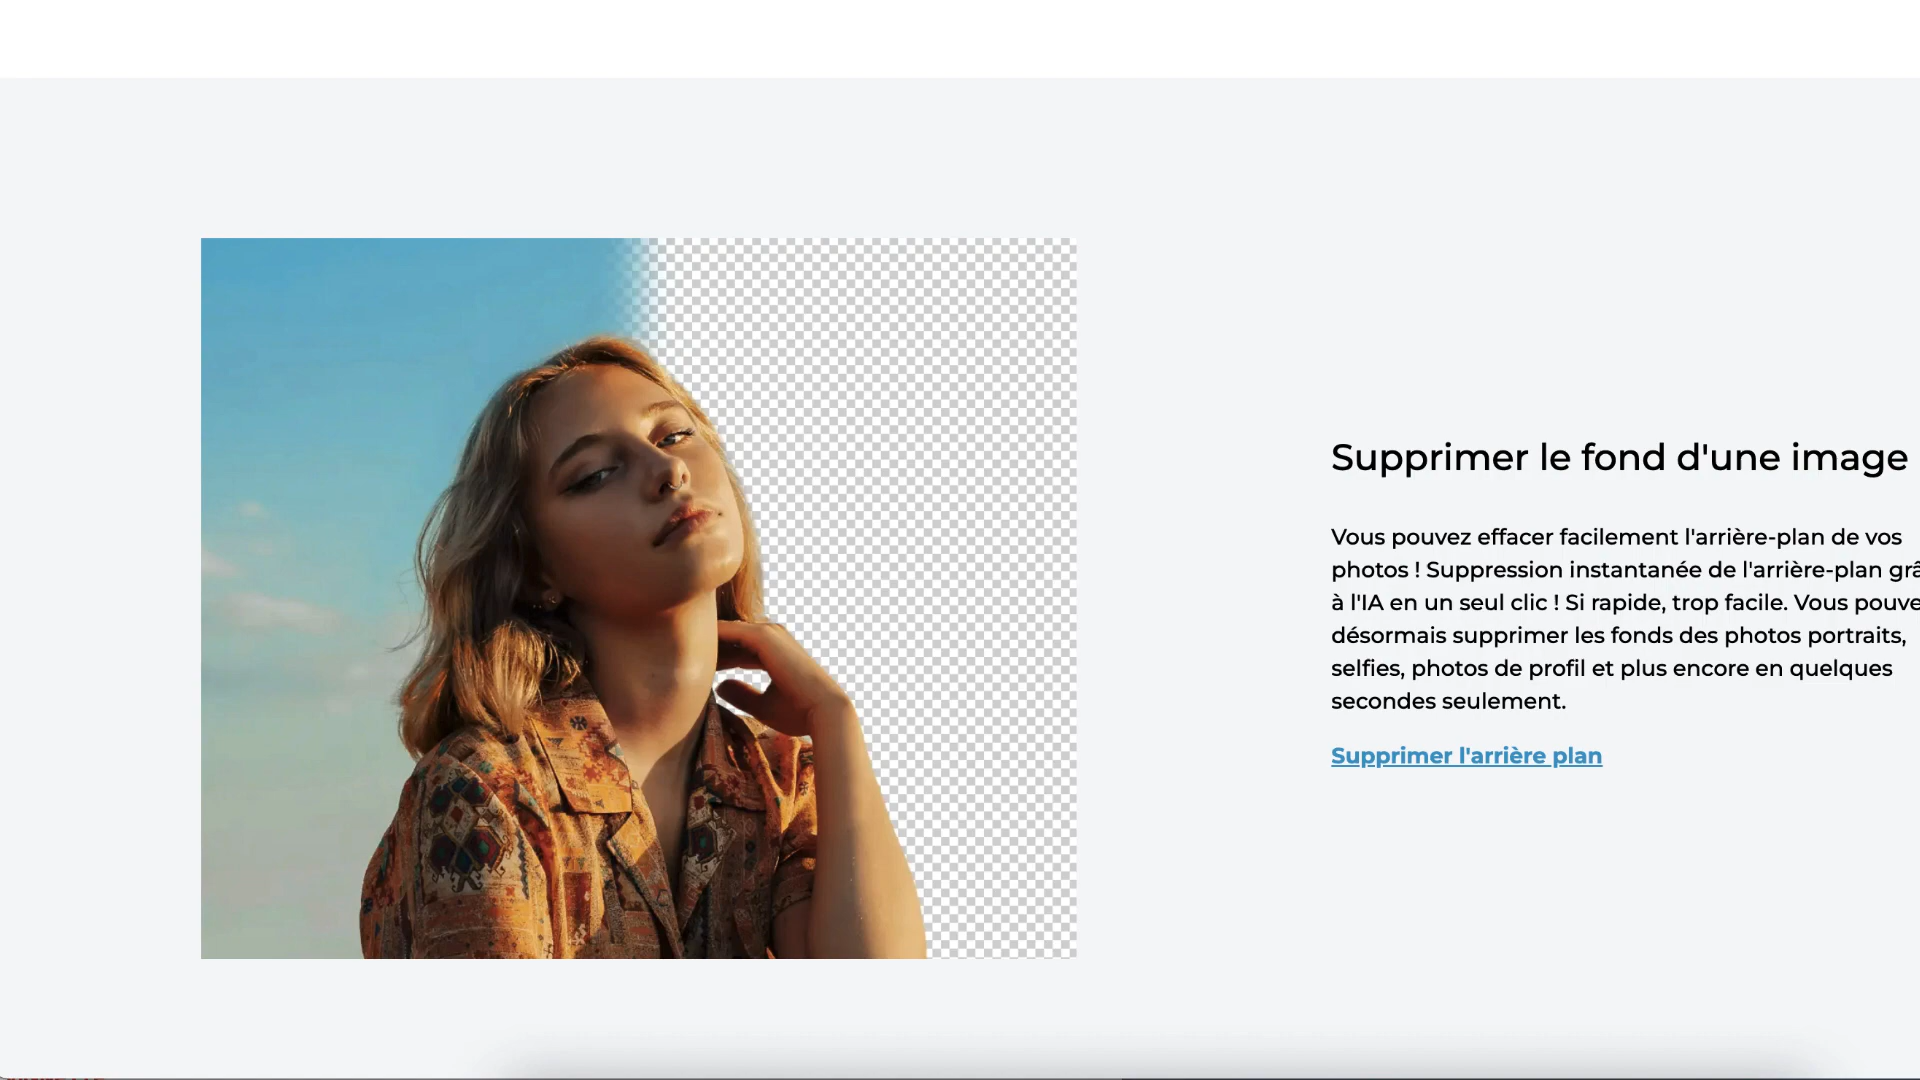 Supprimer le fond d'une image
Vous pouvez effacer facilement l'arrière-plan de vos
photos ! Suppression instantanée de l'arrière-plan
à l'IA en un seul clic ! Si rapide, trop facile. Vous
désormais supprimer les fonds des photos portraits,
selfies, photos de profil et plus encore en quelques
secondes seulement.
Supprimer l'arrière plan